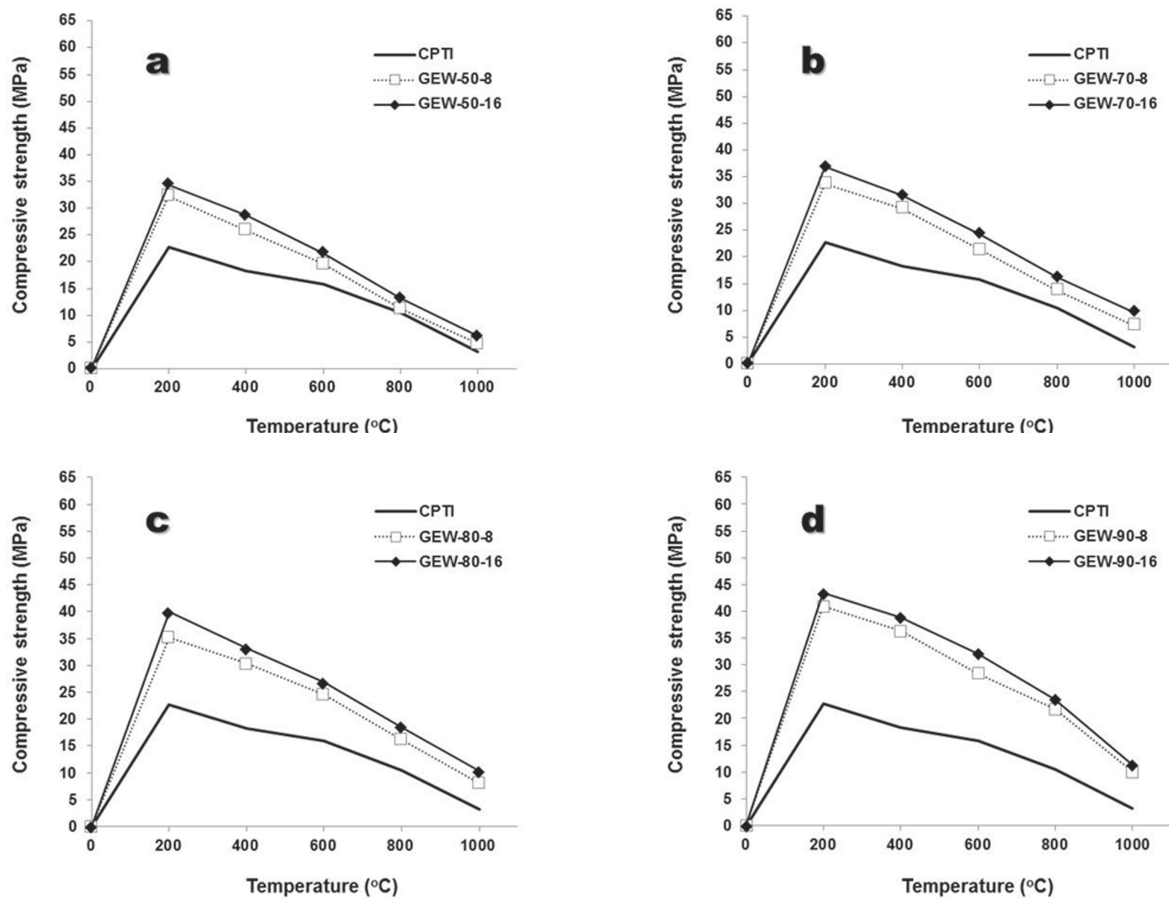 65
60
55
50
45
40
35
30
25
20
15
10
5
0
Compressive strength (MPa)
a
CPTI
GEW-50-8
GEW-50-16
0 200 400 600 800 1000
Temperature (oC)
65
60
55
50
45
40
35
30
25
20
15
10
5
0
Compressive strength (MPa)
b
CPTI
GEW-70-8
GEW-70-16
0 200 400 600 800 1000
Temperature (oC)
65
60
55
50
45
40
35
30
25
20
15
10
5
0
Compressive strength (MPa)
c
CPTI
GEW-80-8
GEW-80-16
0 200 400 600 800 1000
Temperature (oC)
65
60
55
50
45
40
35
30
25
20
15
10
5
0
Compressive strength (MPa)
d
CPTI
GEW-90-8
GEW-90-16
0 200 400 600 800 1000
Temperature (oC)